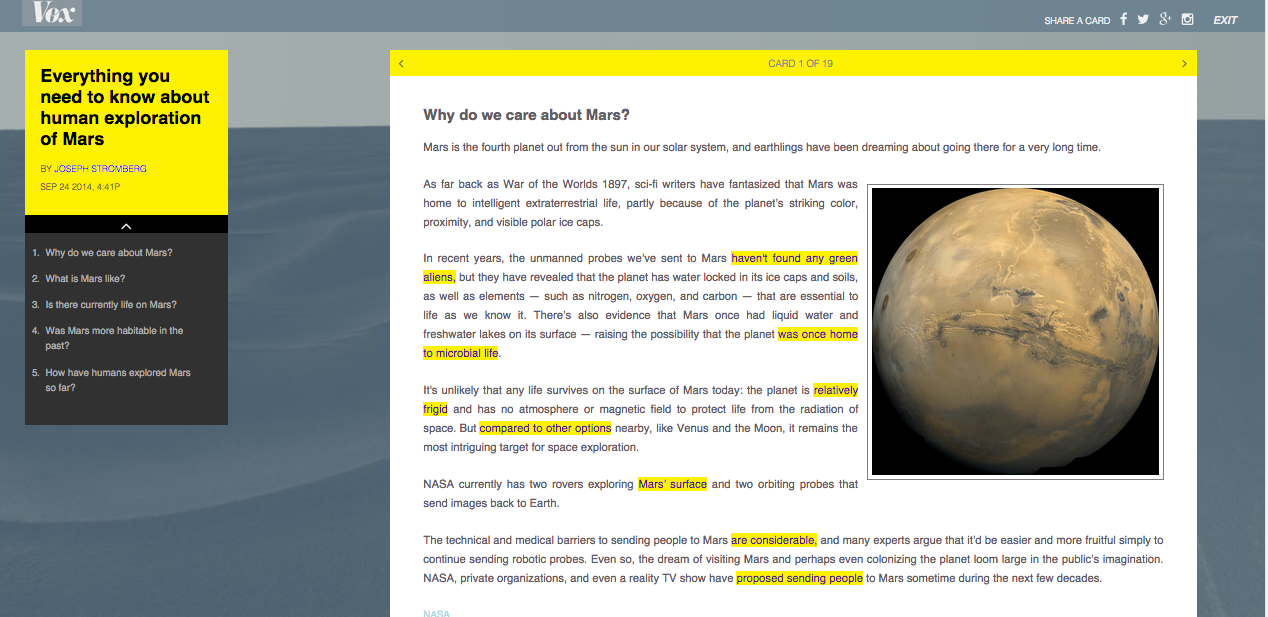 Vox
SHARE A CARD
EXIT
Everything you
need to know about
human exploration
of Mars
BY JOSEPH STROMBERG
SEP 24 2014, 4:41P
1. Why do we care about Mars?
2. What is Mars like?
3. Is there currently life on Mars?
4. Was Mars more habitable in the
past?
5. How have humans explored Mars
so far?
CARD 1 OF 19
Why do we care about Mars?
Mars is the fourth planet out from the sun in our solar system, and earthlings have been dreaming about going there for a very long time.
As far back as War of the Worlds 1897, sci-fi writers have fantasized that Mars was
home to intelligent extraterrestrial life, partly because of the planet's striking color,
proximity, and visible polar ice caps.
In recent years, the unmanned probes we've sent to Mars haven't found any green
aliens, but they have revealed that the planet has water locked in its ice caps and soils,
as well as elements — such as nitrogen, oxygen, and carbon — that are essential to
life as we know it. There's also evidence that Mars once had liquid water and
freshwater lakes on its surface — raising the possibility that the planet was once home
to microbial life.
It's unlikely that any life survives on the surface of Mars today: the planet is relatively
frigid and has no atmosphere or magnetic field to protect life from the radiation of
space. But compared to other options nearby, like Venus and the Moon, it remains the
most intriguing target for space exploration.
NASA currently has two rovers exploring Mars' surface and two orbiting probes that
send images back to Earth.
The technical and medical barriers to sending people to Mars are considerable, and many experts argue that it'd be easier and more fruitful simply to
continue sending robotic probes. Even so, the dream of visiting Mars and perhaps even colonizing the planet loom large in the public's imagination.
NASA, private organizations, and even a reality TV show have proposed sending people to Mars sometime during the next few decades.
NASA